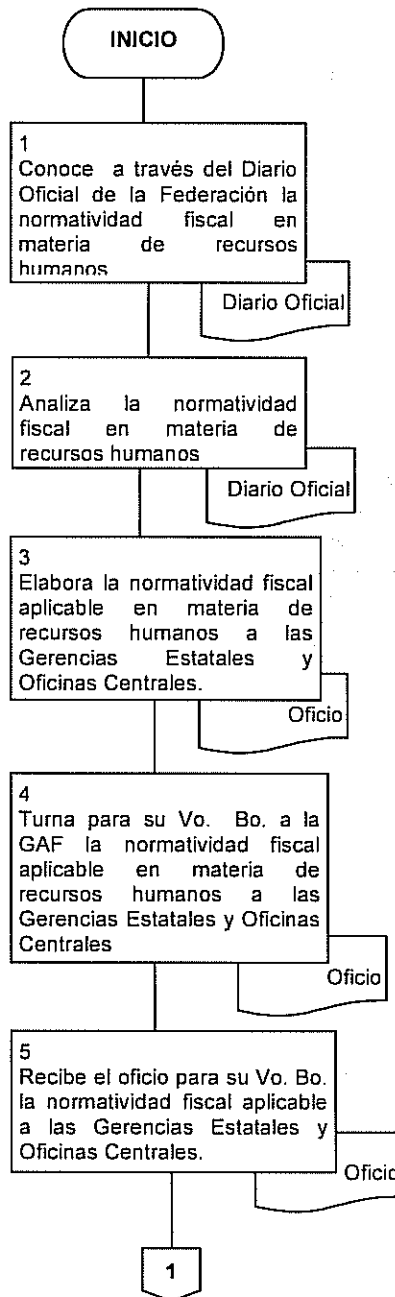 INICIO
1
Conoce a través del Diario
Oficial de la Federación la
normatividad fiscal en
materia de recursos
humanos
Diario Oficial
2
Analiza la normatividad
fiscal en materia de
recursos humanos
Diario Oficial
3
Elabora la normatividad fiscal
aplicable en materia de
recursos humanos a las
Gerencias Estatales y
Oficinas Centrales.
Oficio
4
Turna para su Vo. Bo. a la
GAF la normatividad fiscal
aplicable en materia de
recursos humanos a las
Gerencias Estatales y Oficinas
Centrales
Oficio
5
Recibe el oficio para su Vo. Bo.
la normatividad fiscal aplicable
a las Gerencias Estatales y
Oficinas Centrales.
Oficio
1